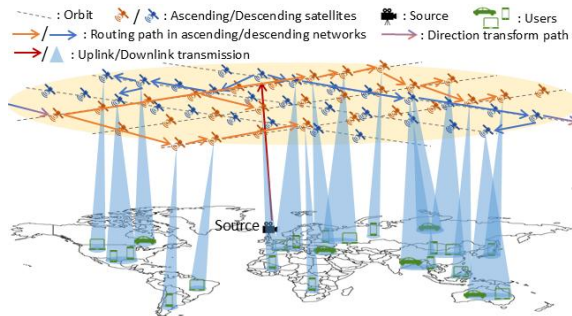 : Orbit
/ : Ascending/Descending satellites
: Source
: Users
/ : Routing path in ascending/descending networks
: Direction transform path
/ : Uplink/Downlink transmission
Source